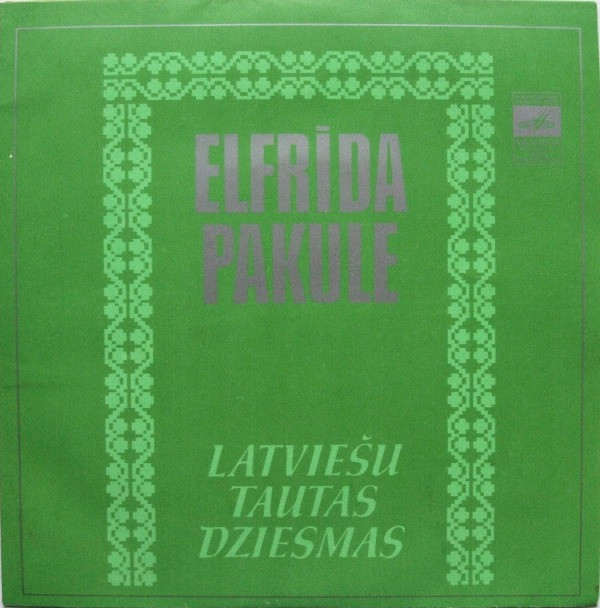 ELFRĪDA
PAKULE
LATVIEŠU
TAUTAS
DZIESMAS